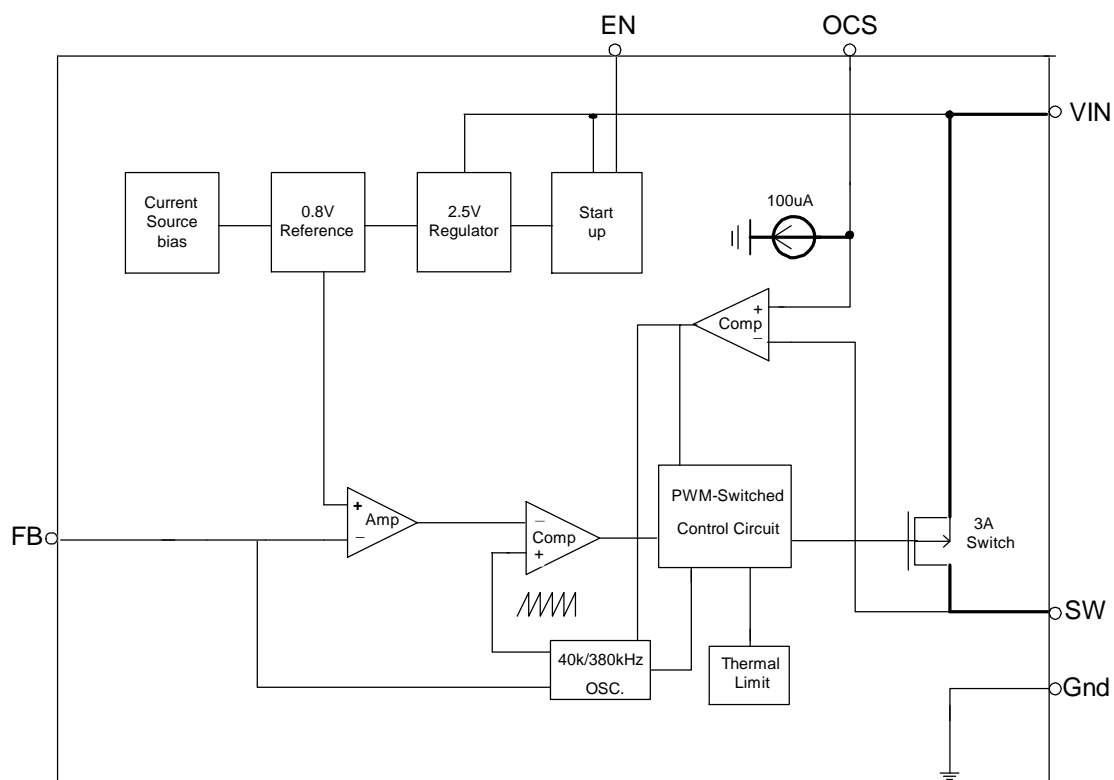 EN
OCS
VIN
Current
Source
bias
0.8V
Reference
2.5V
Regulator
Start
up
100uA
+
Comp
−
PWM-Switched
Control Circuit
FB
+
Amp
−
−
Comp
+
3A
Switch
SW
40k/380kHz
OSC.
Thermal
Limit
Gnd